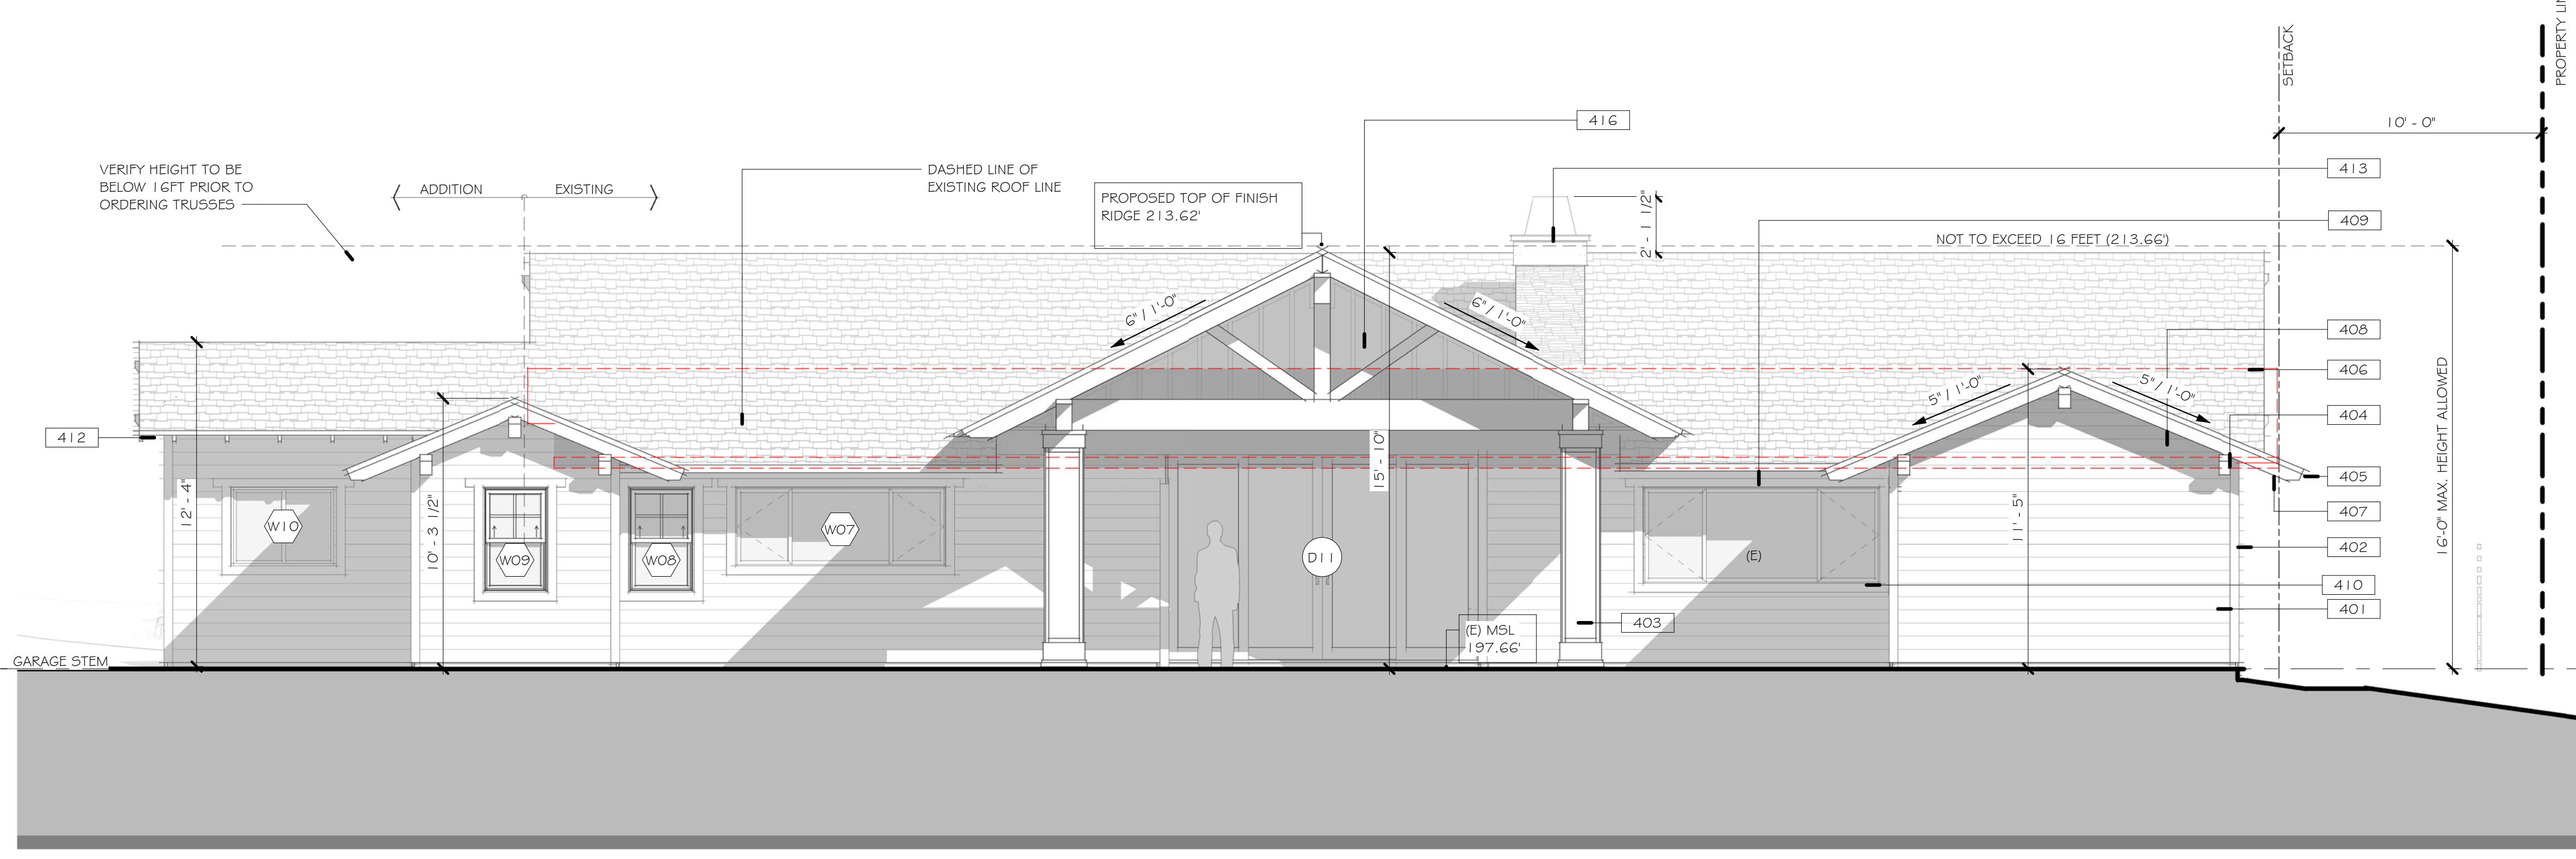 PROPERTY LIN
SETBACK
10' - 0"
416
413
VERIFY HEIGHT TO BE
BELOW 16FT PRIOR TO
ORDERING TRUSSES
ADDITION
EXISTING
DASHED LINE OF
EXISTING ROOF LINE
PROPOSED TOP OF FINISH
RIDGE 213.62'
2' - 1 1/2"
409
NOT TO EXCEED 16 FEET (213.66')
6" / 1'-0"
6" / 1'-0"
408
406
5" / 1'-0"
5" / 1'-0"
404
412
405
407
402
410
401
16'-0" MAX. HEIGHT ALLOWED
12' - 4"
10' - 3 1/2"
15' - 10"
11' - 5"
W10
W09
W08
W07
D11
(E)
403
(E) MSL
197.66'
GARAGE STEM